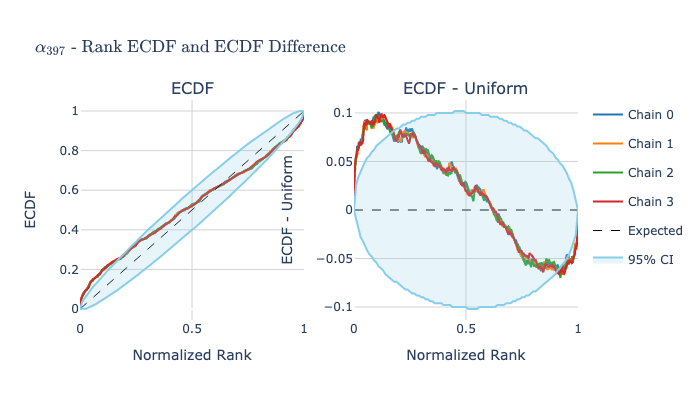 α₃₉₇ - Rank ECDF and ECDF Difference
ECDF
ECDF - Uniform
1
0.8
0.6
0.4
0.2
0
0
0.5
1
ECDF
Normalized Rank
0.1
0.05
0
−0.05
−0.1
0
0.5
1
ECDF - Uniform
Normalized Rank
Chain 0
Chain 1
Chain 2
Chain 3
Expected
95% CI